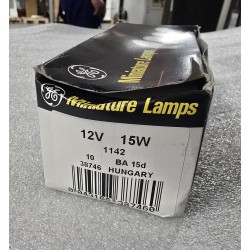 Miniature Lamps
GE Miniature Lamps
12V 15W
1142
10 BA 15d
38746 HUNGARY